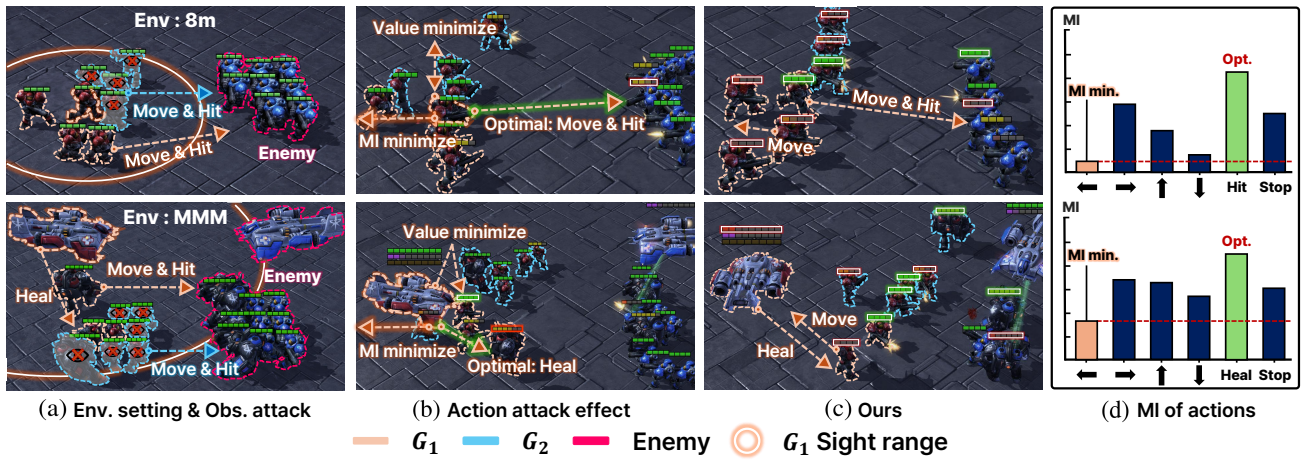 Env : 8m
Move & Hit
Move & Hit
Enemy
Value minimize
MI minimize
Optimal: Move & Hit
Move & Hit
Move
MI
Opt.
MI min.
Hit
Stop
Env : MMM
Enemy
Move & Hit
Heal
Move & Hit
Value minimize
MI minimize
Optimal: Heal
Move
Heal
MI
Opt.
MI min.
Heal
Stop
(a) Env. setting & Obs. attack
(b) Action attack effect
(c) Ours
(d) MI of actions
G₁
G₂
Enemy
G₁ Sight range